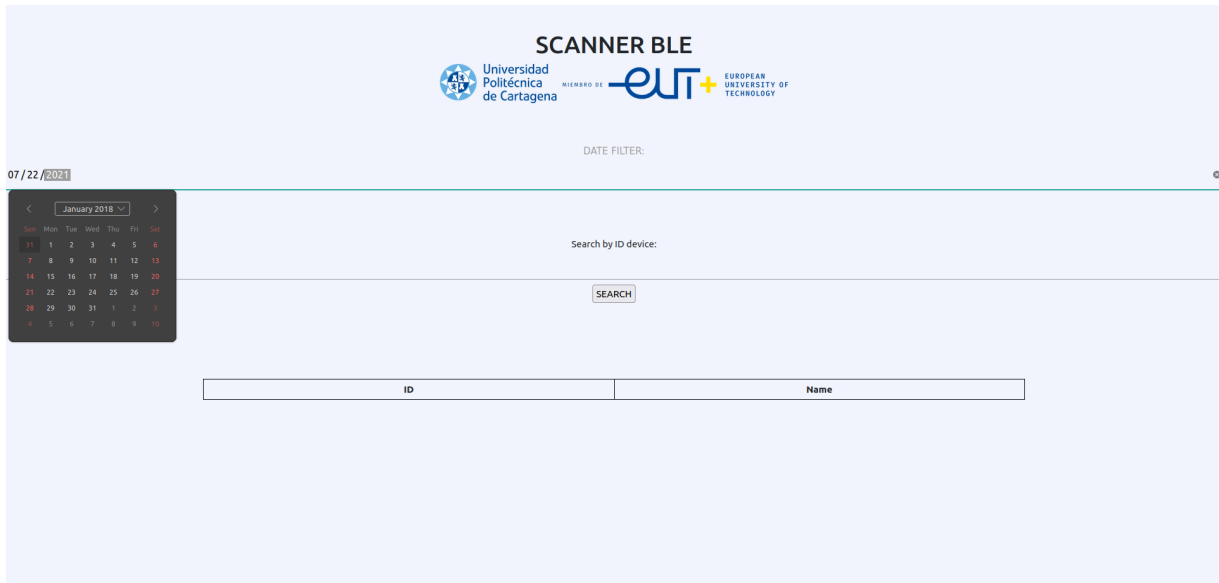 SCANNER BLE
Universidad
Politécnica
de Cartagena
MIEMBRO DE
eut+
EUROPEAN
UNIVERSITY OF
TECHNOLOGY
DATE FILTER:
07 / 22 / 2021
January 2018
Sun Mon Tue Wed Thu Fri Sat
31 1 2 3 4 5 6
7 8 9 10 11 12 13
14 15 16 17 18 19 20
21 22 23 24 25 26 27
28 29 30 31 1 2 3
4 5 6 7 8 9 10
Search by ID device:
SEARCH
ID Name